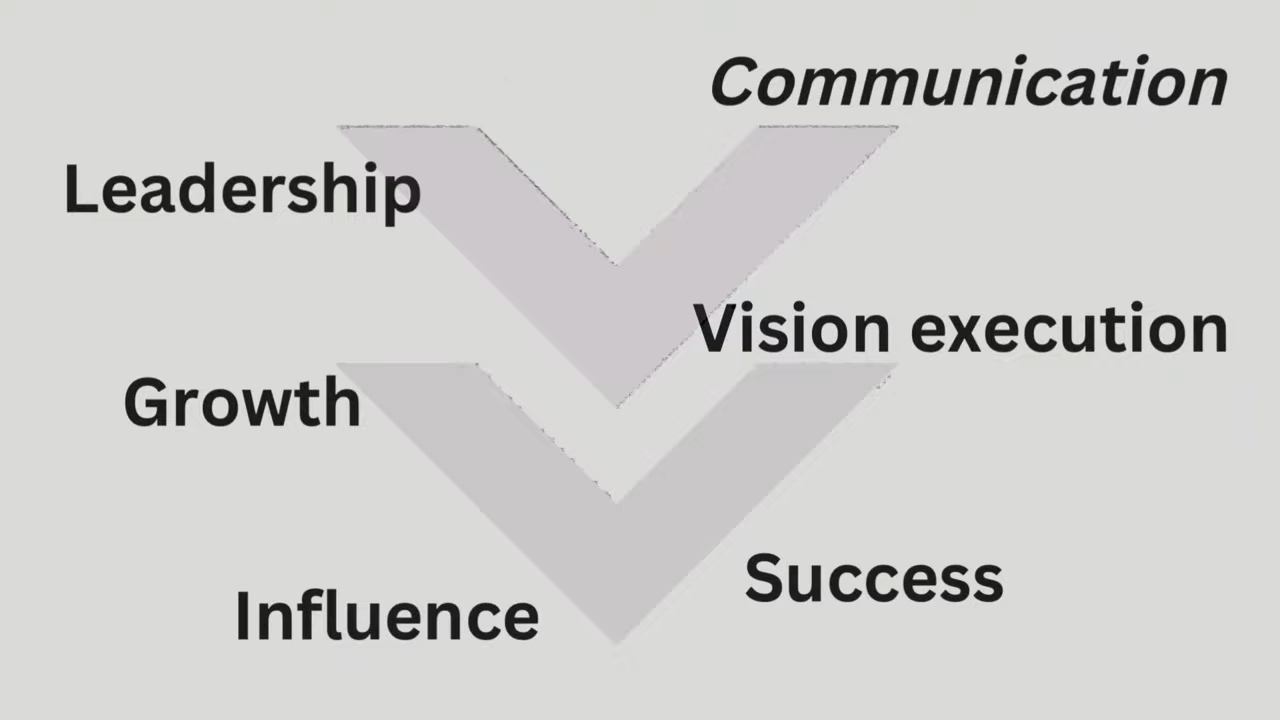 Communication
Leadership
Vision execution
Growth
Success
Influence